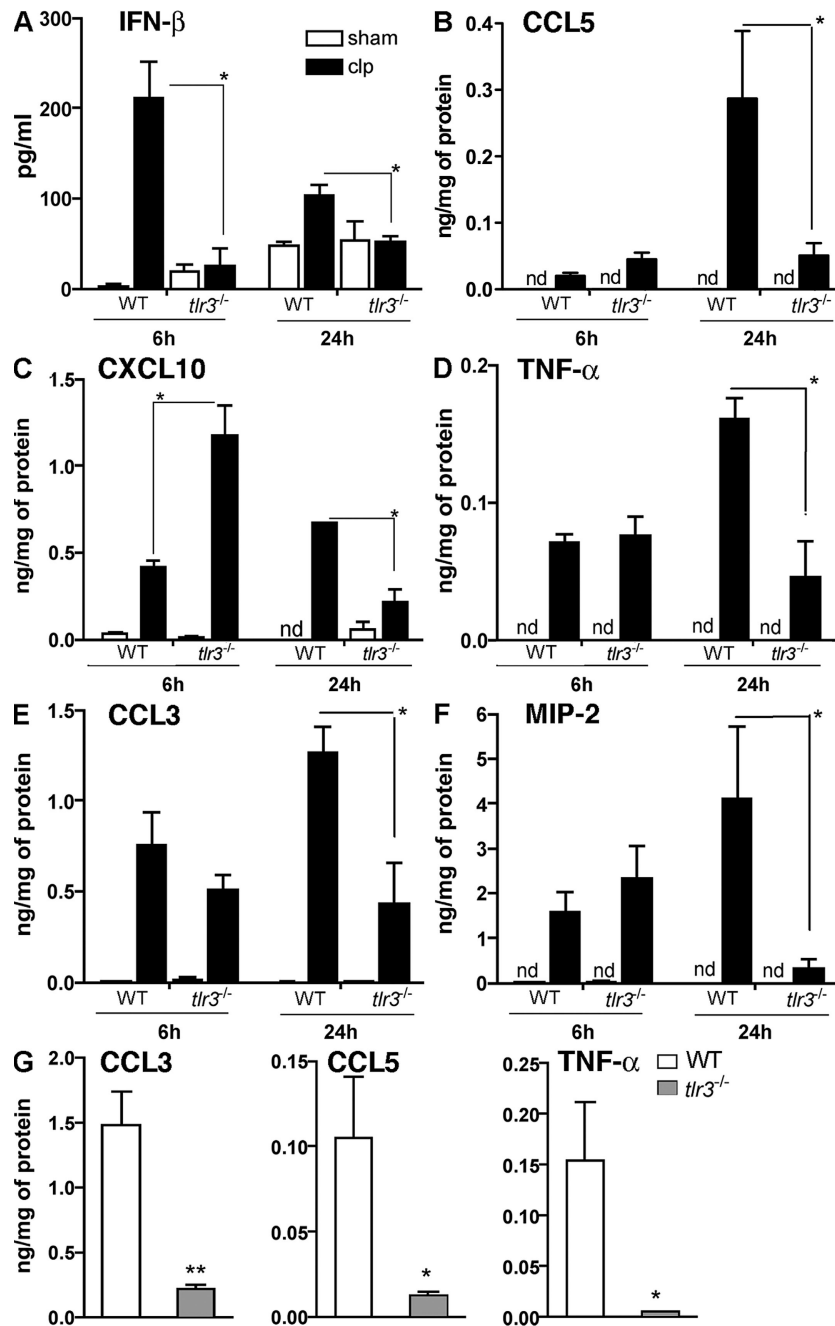 A IFN-β
sham
clp
300
200
100
0
pg/ml
*
*
WT tlr3-/- WT tlr3-/-
6h 24h
B CCL5
0.4
0.3
0.2
0.1
0.0
ng/mg of protein
*
nd nd nd nd
WT tlr3-/- WT tlr3-/-
6h 24h
C CXCL10
1.5
1.0
0.5
0.0
ng/mg of protein
*
*
nd
WT tlr3-/- WT tlr3-/-
6h 24h
D TNF-α
0.2
0.1
0.0
ng/mg of protein
*
nd nd nd nd
WT tlr3-/- WT tlr3-/-
6h 24h
E CCL3
1.5
1.0
0.5
0.0
ng/mg of protein
*
WT tlr3-/- WT tlr3-/-
6h 24h
F MIP-2
6
5
4
3
2
1
0
ng/mg of protein
*
nd nd nd nd
WT tlr3-/- WT tlr3-/-
6h 24h
G CCL3
2.0
1.5
1.0
0.5
0.0
ng/mg of protein
**
CCL5
0.15
0.10
0.05
0.00
*
TNF-α
WT
tlr3-/-
0.25
0.20
0.15
0.10
0.05
0.00
*